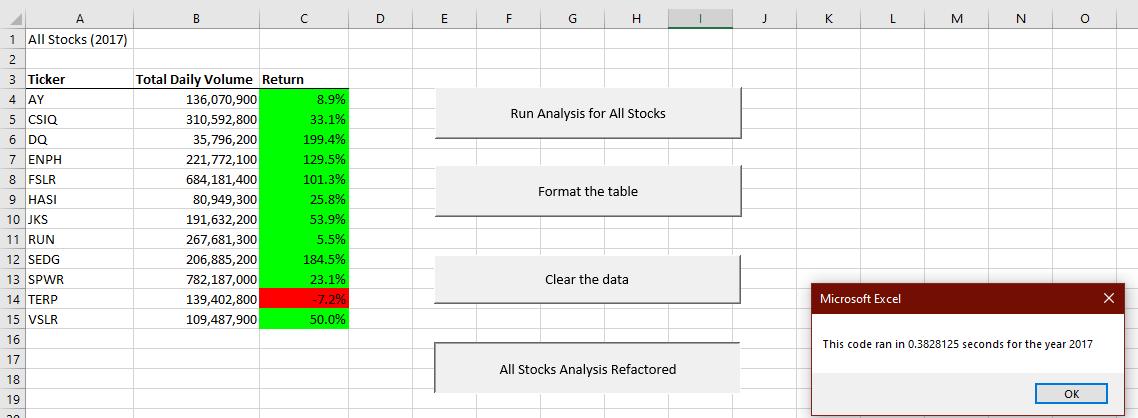 A B C D E F G H I J K L M N O
1 All Stocks (2017)
2
3 Ticker Total Daily Volume Return
4 AY 136,070,900 8.9%
5 CSIQ 310,592,800 33.1%
6 DQ 35,796,200 199.4%
7 ENPH 221,772,100 129.5%
8 FSLR 684,181,400 101.3%
9 HASI 80,949,300 25.8%
10 JKS 191,632,200 53.9%
11 RUN 267,681,300 5.5%
12 SEDG 206,885,200 184.5%
13 SPWR 782,187,000 23.1%
14 TERP 139,402,800 -7.2%
15 VSLR 109,487,900 50.0%
16
17
18
19
20
Run Analysis for All Stocks
Format the table
Clear the data
All Stocks Analysis Refactored
Microsoft Excel
This code ran in 0.3828125 seconds for the year 2017
OK